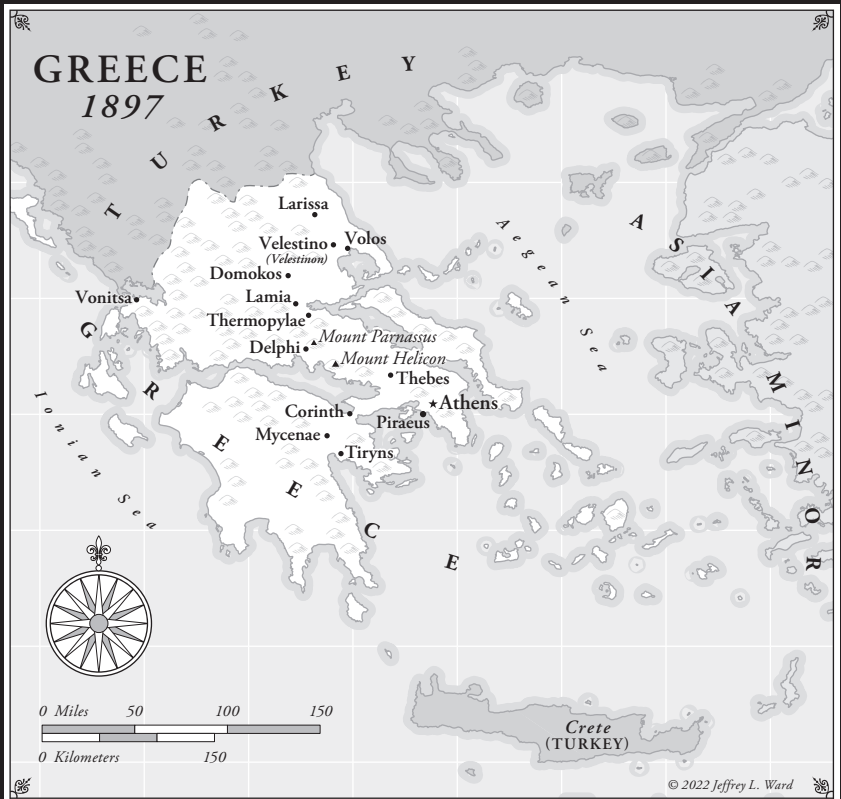 GREECE
1897
TURKEY
Larissa
Velestino
(Velestinon)
Volos
Domokos
Vonitsa
Lamia
Thermopylae
Mount Parnassus
Delphi
Mount Helicon
Thebes
Athens
Corinth
Piraeus
Mycenae
Tiryns
GREECE
Aegean Sea
ASIA MINOR
Ionian Sea
0 Miles 50 100 150
0 Kilometers 150
Crete
(TURKEY)
© 2022 Jeffrey L. Ward